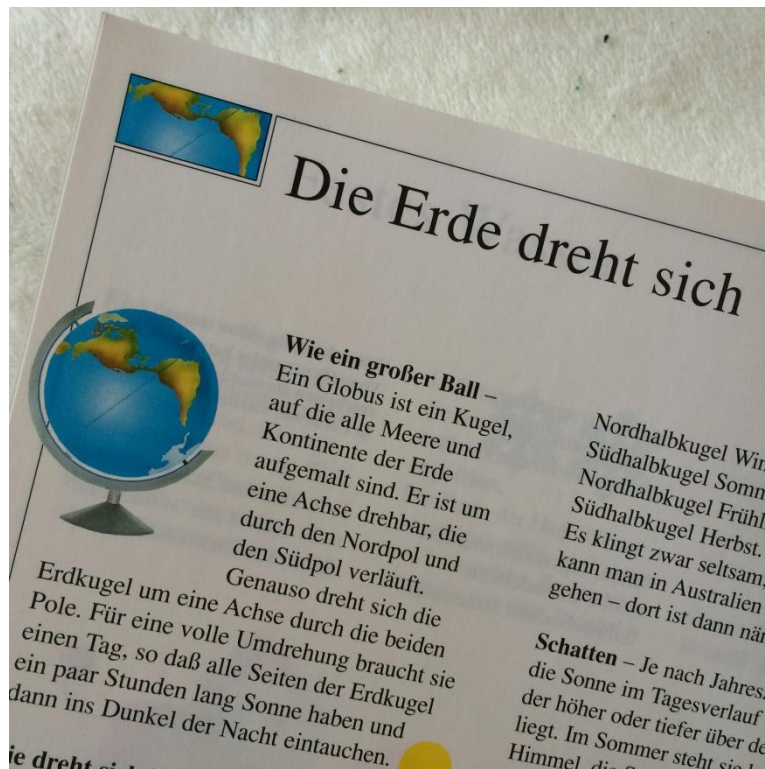 Die Erde dreht sich
Wie ein großer Ball –
Ein Globus ist ein Kugel,
auf die alle Meere und
Kontinente der Erde
aufgemalt sind. Er ist um
eine Achse drehbar, die
durch den Nordpol und
den Südpol verläuft.
Genauso dreht sich die
Erdkugel um eine Achse durch die beiden
Pole. Für eine volle Umdrehung braucht sie
einen Tag, so daß alle Seiten der Erdkugel
ein paar Stunden lang Sonne haben und
dann ins Dunkel der Nacht eintauchen.
Nordhalbkugel
Südhalbkugel
Nordhalbkugel
Südhalbkugel Herbst.
Es klingt zwar seltsam,
kann man in Australien
gehen – dort ist dann
Schatten – Je nach
die Sonne im Tagesverlauf
der höher oder tiefer über
liegt. Im Sommer steht sie
Himmel, die